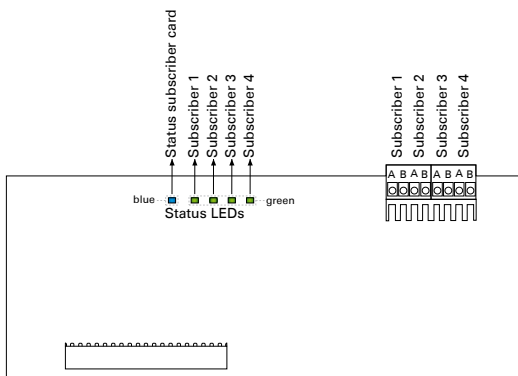 Status subscriber card
Subscriber 1
Subscriber 2
Subscriber 3
Subscriber 4
Subscriber 1
Subscriber 2
Subscriber 3
Subscriber 4
A B A B A B A B
blue
green
Status LEDs